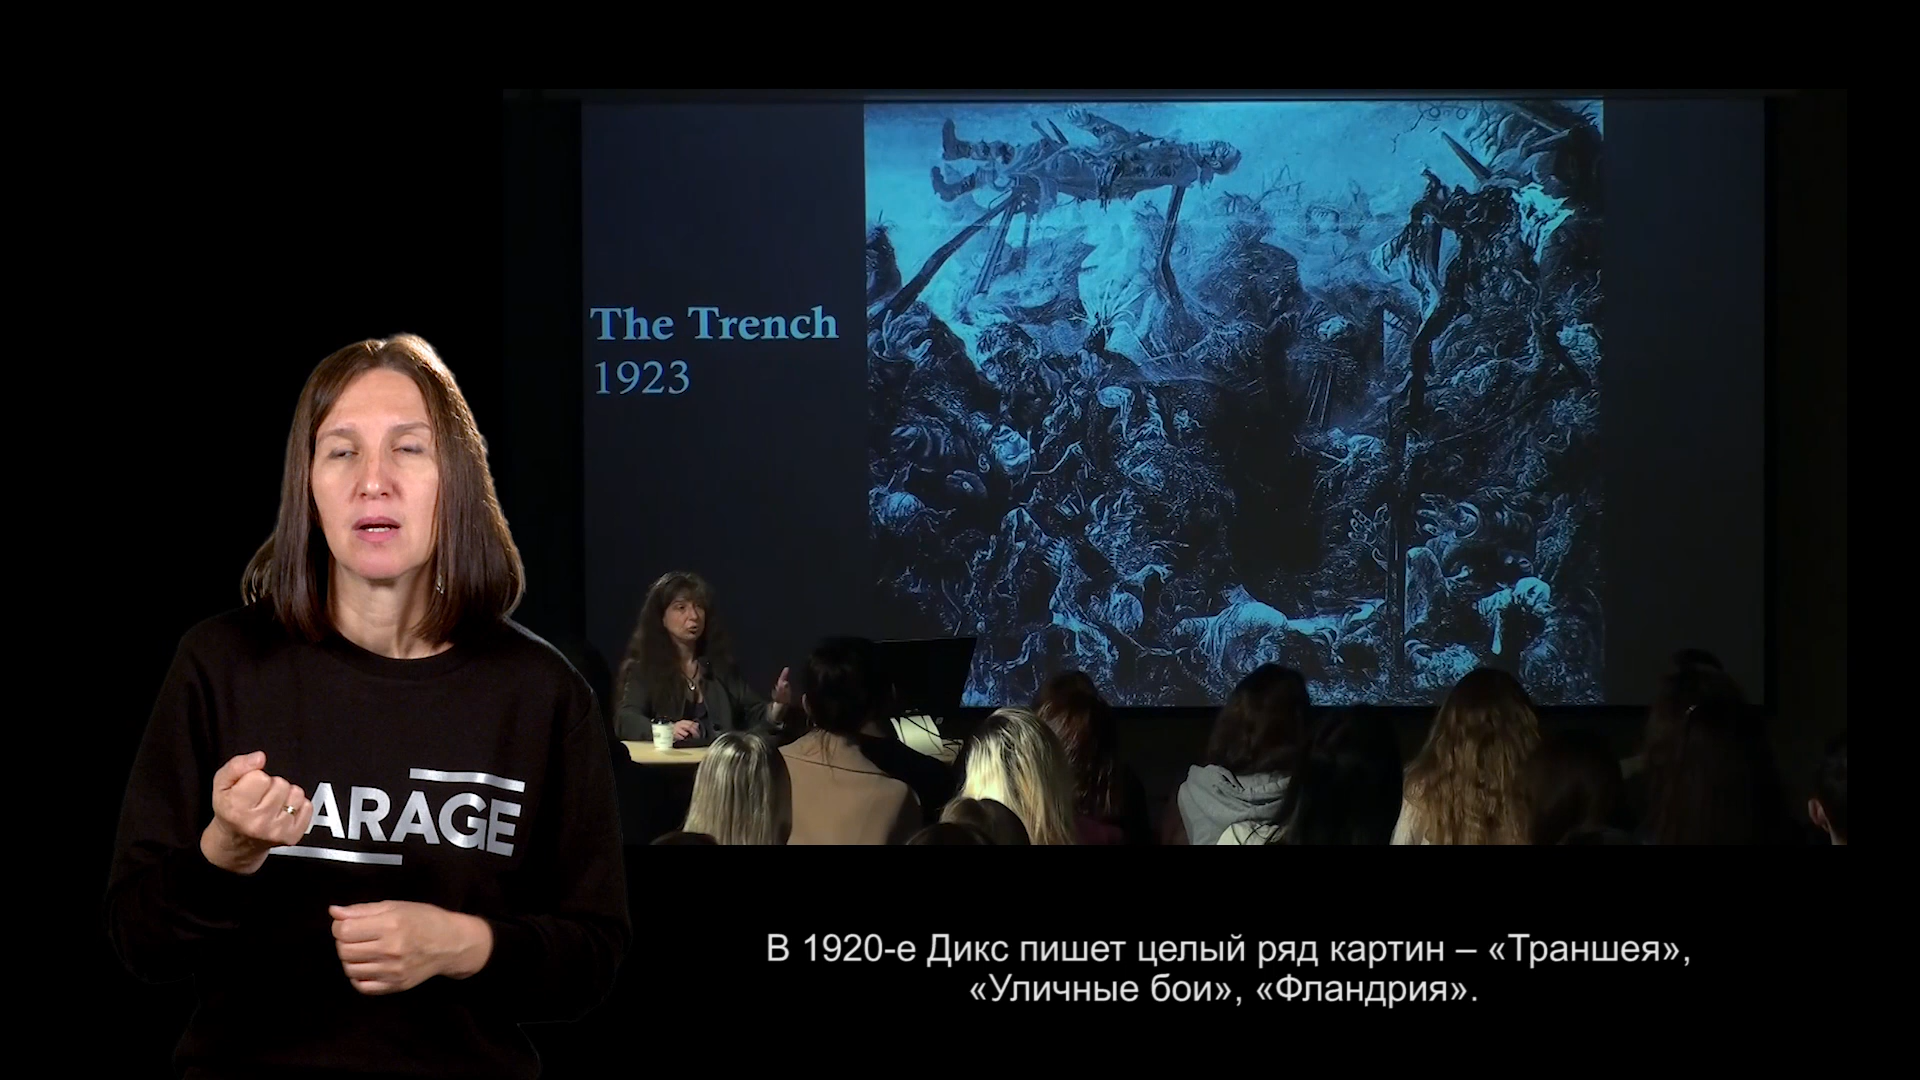 The Trench
1923
ARAGE
В 1920-е Дикс пишет целый ряд картин – «Траншея»,
«Уличные бои», «Фландрия».